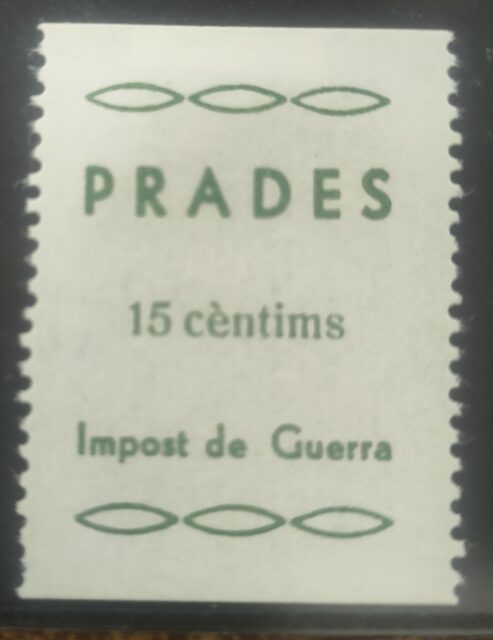 PRADES
15 cèntims
Impost de Guerra